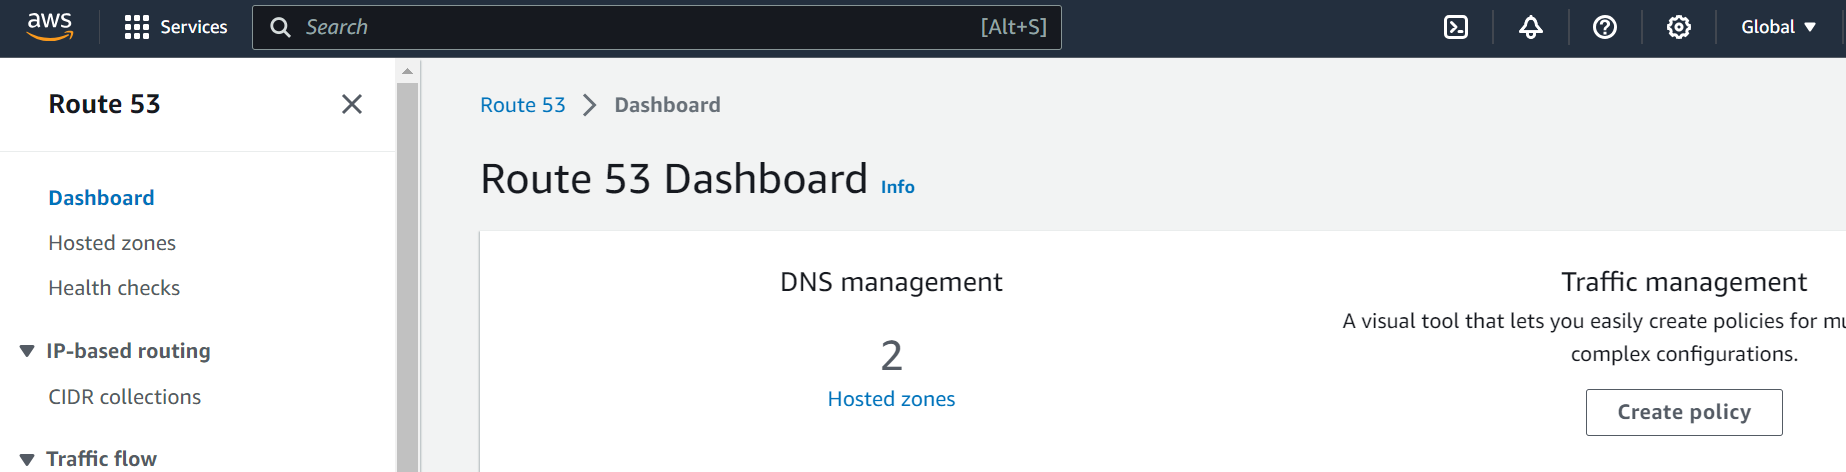 aws
Services
Search
[Alt+S]
Global
Route 53
Dashboard
Hosted zones
Health checks
IP-based routing
CIDR collections
Traffic flow
Route 53
Dashboard
Route 53 Dashboard Info
DNS management
2
Hosted zones
Traffic management
A visual tool that lets you easily create policies for
complex configurations.
Create policy